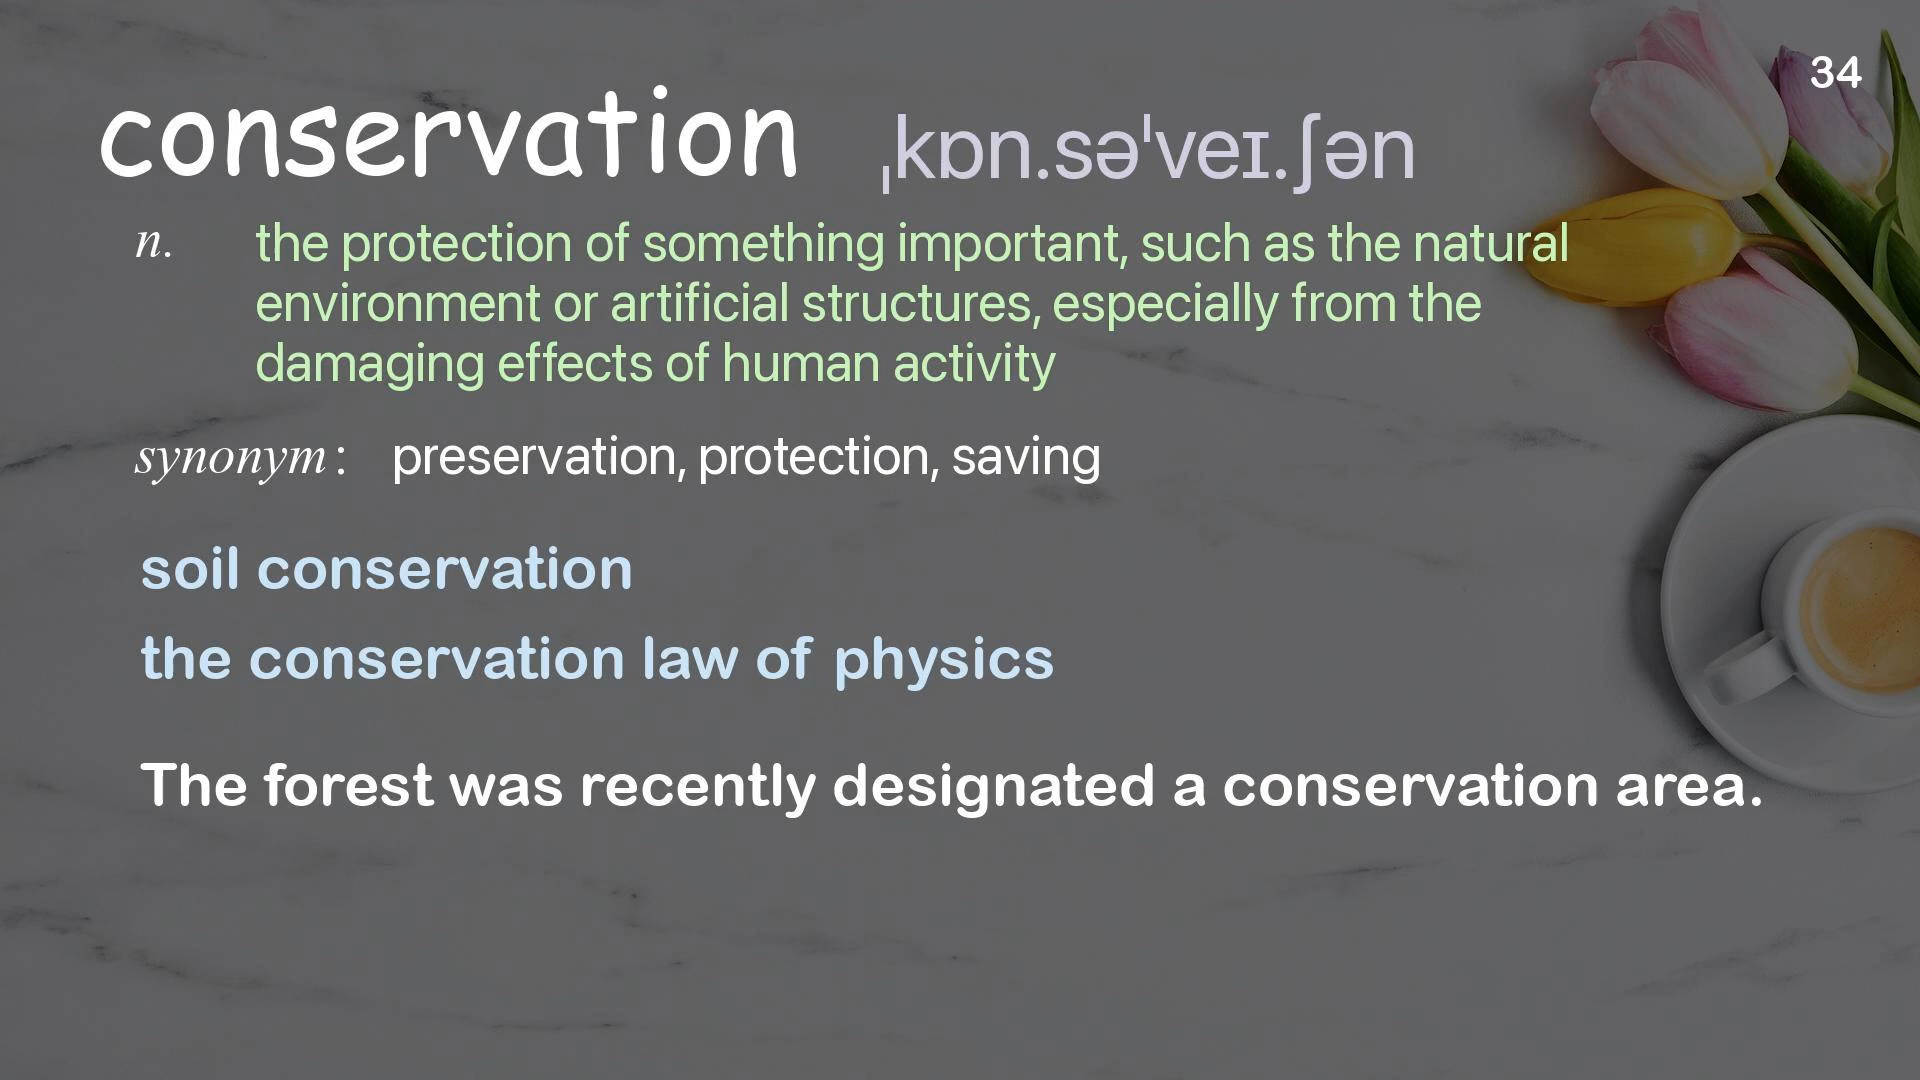 34
conservation ˌkɒn.səˈveɪ.ʃən
n. the protection of something important, such as the natural
environment or artificial structures, especially from the
damaging effects of human activity
synonym: preservation, protection, saving
soil conservation
the conservation law of physics
The forest was recently designated a conservation area.